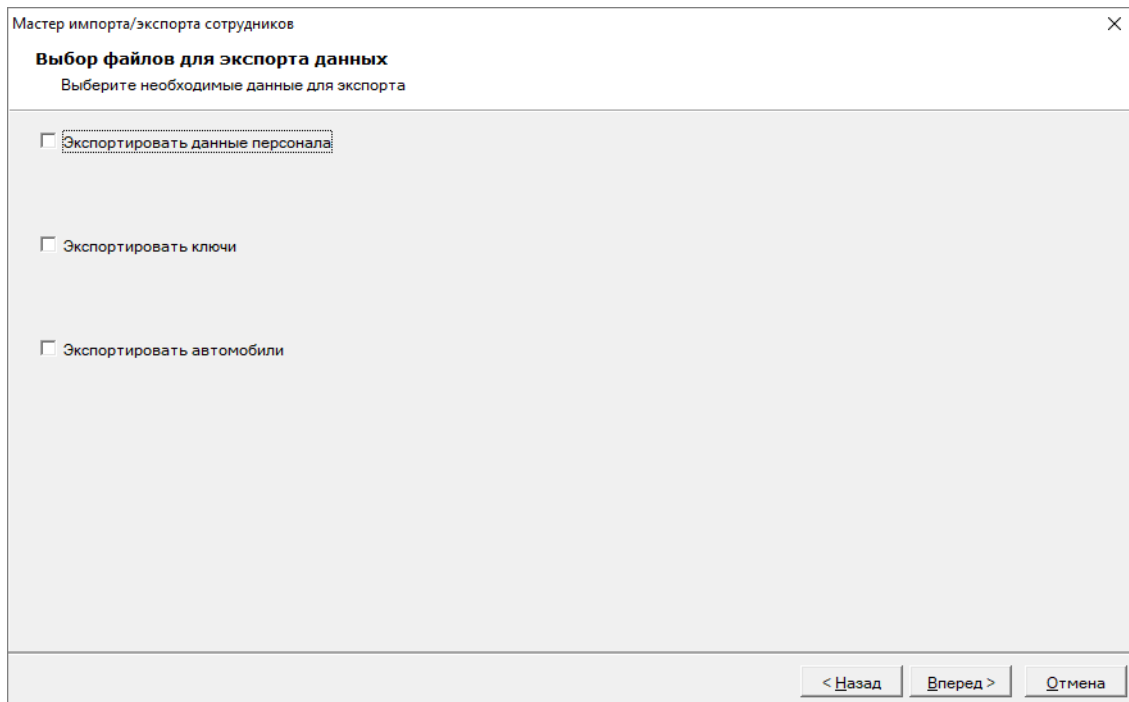 Мастер импорта/экспорта сотрудников
Выбор файлов для экспорта данных
Выберите необходимые данные для экспорта
Экспортировать данные персонала
Экспортировать ключи
Экспортировать автомобили
< Назад Вперед > Отмена